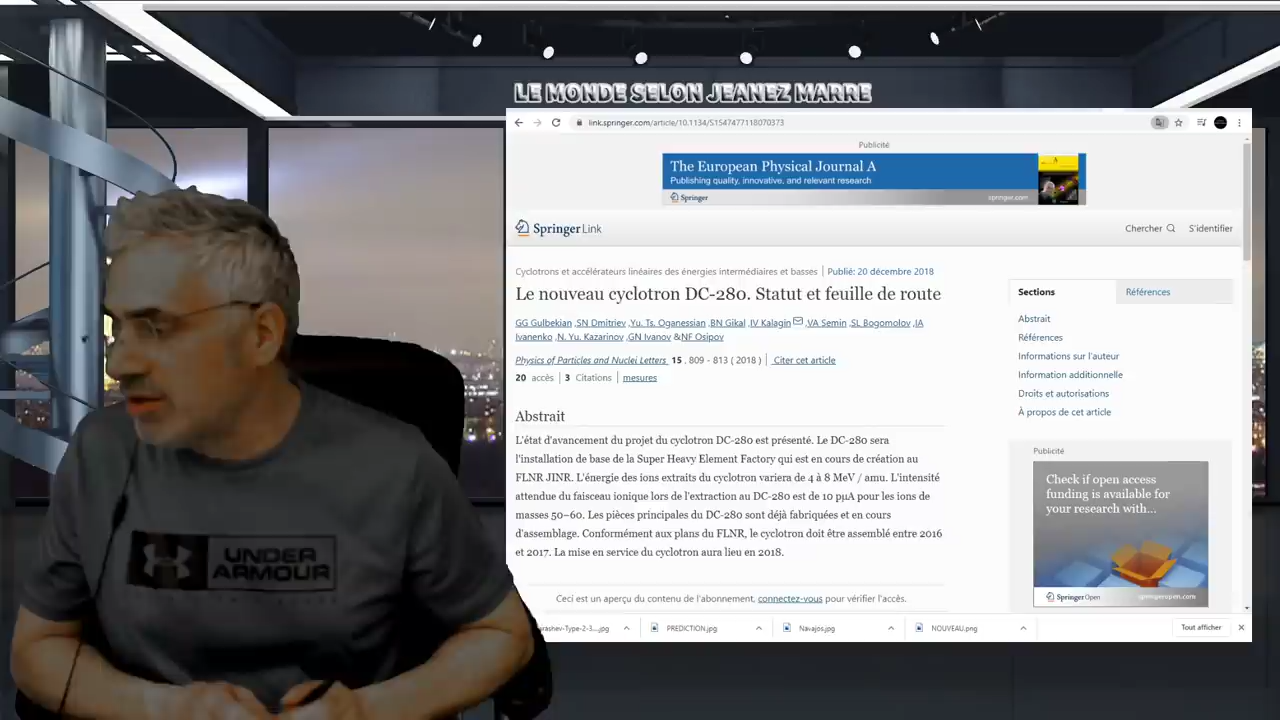 LE MONDE SELON JEANEZ MARRE
link.springer.com/article/10.1134/S1547477118070373
Publicité
The European Physical Journal A
Publishing quality, innovative, and relevant research
Springer
springer.com
Springer Link
Chercher
S'identifier
Cyclotrons et accélérateurs linéaires des énergies intermédiaires et basses | Publié: 20 décembre 2018
Le nouveau cyclotron DC-280. Statut et feuille de route
GG Gulbekian ,SN Dmitriev ,Yu. Ts. Oganessian ,BN Gikal ,IV Kalagin ,VA Semin ,SL Bogomolov ,IA
Ivanenko ,N. Yu. Kazarinov ,GN Ivanov &NF Osipov
Physics of Particles and Nuclei Letters 15 , 809 - 813 ( 2018 ) | Citer cet article
20 accès | 3 Citations | mesures
Abstrait
L'état d'avancement du projet du cyclotron DC-280 est présenté. Le DC-280 sera
l'installation de base de la Super Heavy Element Factory qui est en cours de création au
FLNR JINR. L'énergie des ions extraits du cyclotron variera de 4 à 8 MeV / amu. L'intensité
attendue du faisceau ionique lors de l'extraction au DC-280 est de 10 pμA pour les ions de
masses 50–60. Les pièces principales du DC-280 sont déjà fabriquées et en cours
d'assemblage. Conformément aux plans du FLNR, le cyclotron doit être assemblé entre 2016
et 2017. La mise en service du cyclotron aura lieu en 2018.
Ceci est un aperçu du contenu de l'abonnement, connectez-vous pour vérifier l'accès.
Sections
Références
Abstrait
Références
Informations sur l'auteur
Information additionnelle
Droits et autorisations
À propos de cet article
Publicité
Check if open access
funding is available for
your research with...
Springer Open
springeropen.com
arashev-Type-2-3....jpg
PREDICTION.jpg
Navajos.jpg
NOUVEAU.png
Tout afficher
UNDER
ARMOUR